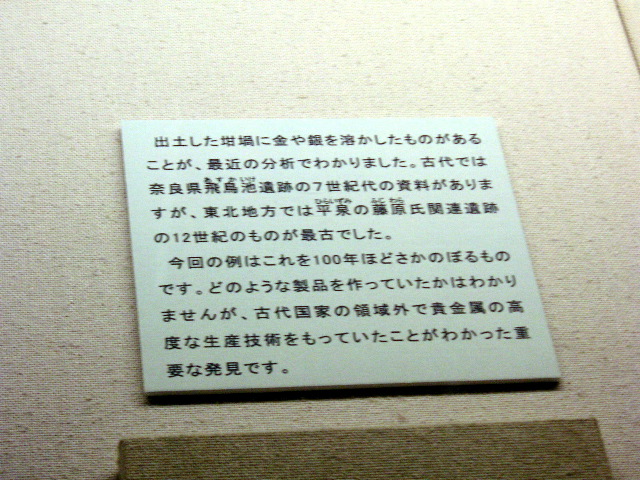 出土した坩堝に金や銀を溶かしたものがある
ことが、最近の分析でわかりました。古代では
奈良県飛鳥池遺跡の7世紀代の資料がありま
すが、東北地方では平泉の藤原氏関連遺跡
の12世紀のものが最古でした。
今回の例はこれを100年ほどさかのぼるもの
です。どのような製品を作っていたかはわかり
ませんが、古代国家の領域外で貴金属の高
度な生産技術をもっていたことがわかった重
要な発見です。